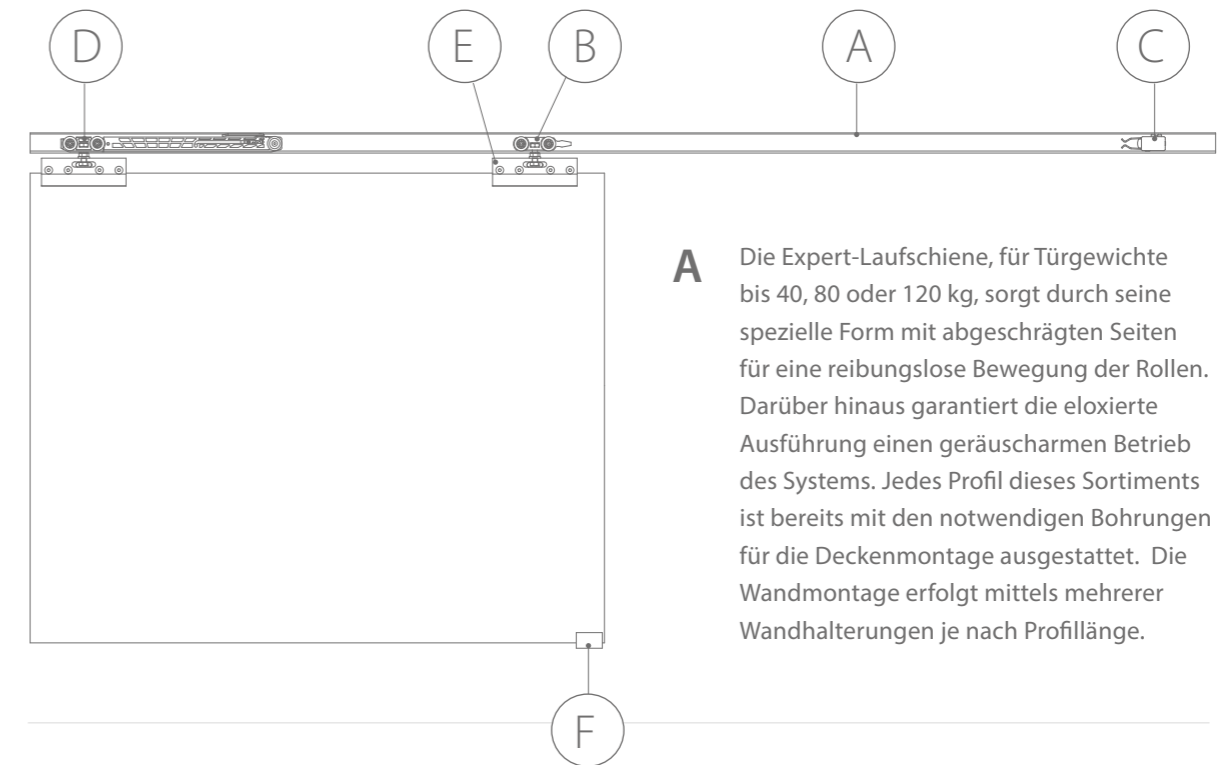 D E B A C
A
Die Expert-Laufschiene, für Türgewichte
bis 40, 80 oder 120 kg, sorgt durch seine
spezielle Form mit abgeschrägten Seiten
für eine reibungslose Bewegung der Rollen.
Darüber hinaus garantiert die eloxierte
Ausführung einen geräuscharmen Betrieb
des Systems. Jedes Profil dieses Sortiments
ist bereits mit den notwendigen Bohrungen
für die Deckenmontage ausgestattet.  Die
Wandmontage erfolgt mittels mehrerer
Wandhalterungen je nach Profillänge.
F